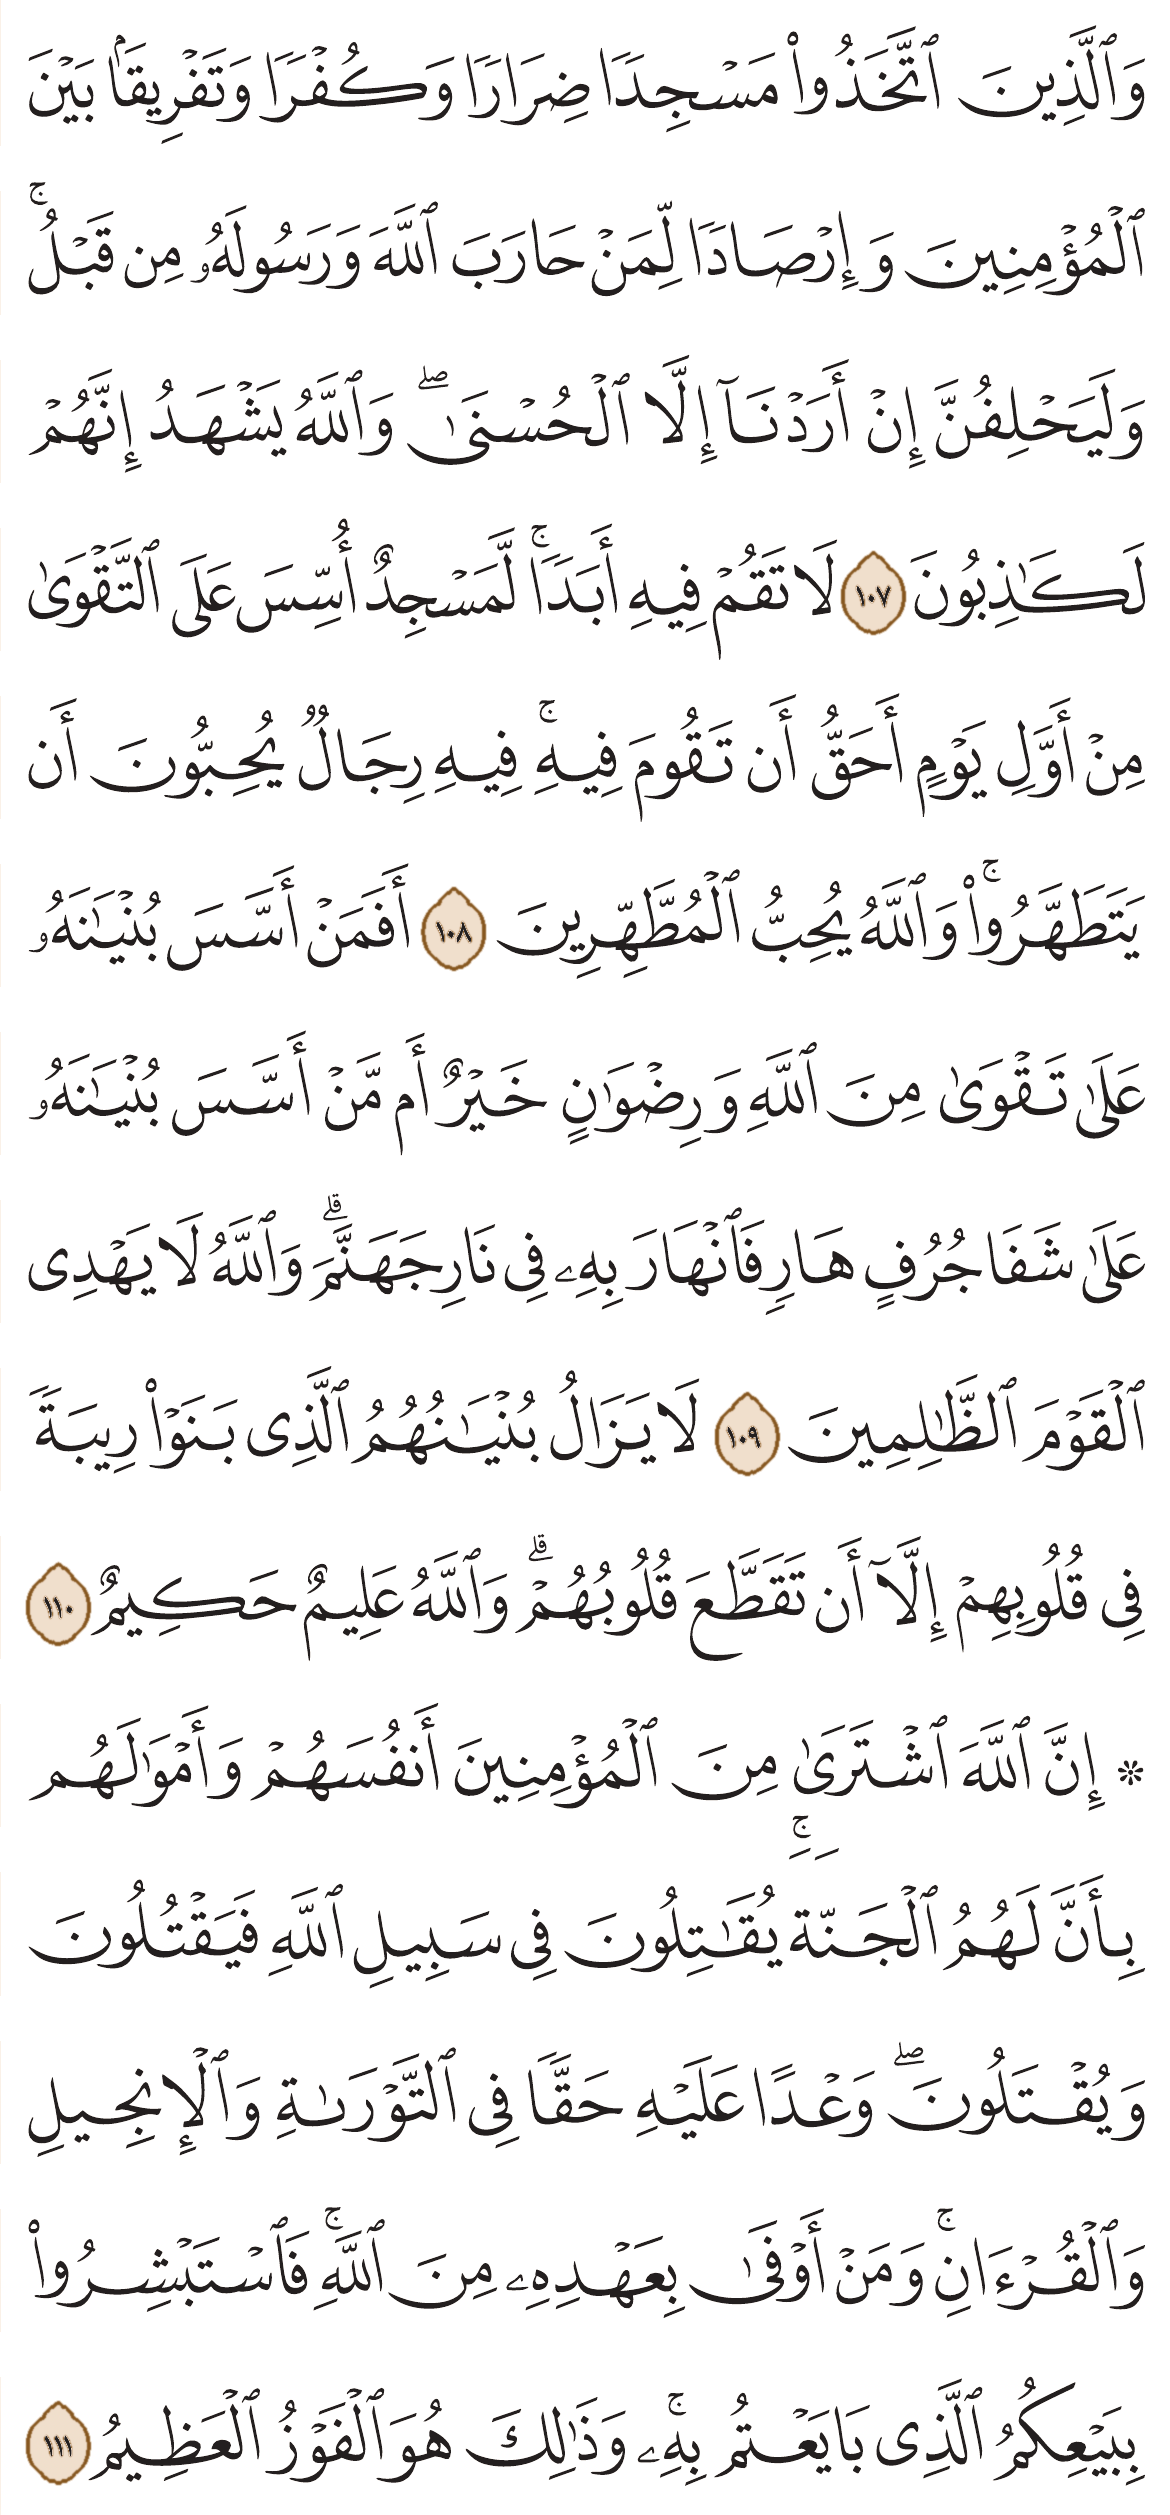 وَٱلَّذِينَ ٱتَّخَذُوا۟ مَسْجِدًا ضِرَارًا وَكُفْرًا وَتَفْرِيقًۢا بَيْنَ
ٱلْمُؤْمِنِينَ وَإِرْصَادًا لِّمَنْ حَارَبَ ٱللَّهَ وَرَسُولَهُۥ مِن قَبْلُ ۚ
وَلَيَحْلِفُنَّ إِنْ أَرَدْنَآ إِلَّا ٱلْحُسْنَىٰ ۖ وَٱللَّهُ يَشْهَدُ إِنَّهُمْ
لَكَـٰذِبُونَ ١٠٧ لَا تَقُمْ فِيهِ أَبَدًا ۚ لَّمَسْجِدٌ أُسِّسَ عَلَى ٱلتَّقْوَىٰ
مِنْ أَوَّلِ يَوْمٍ أَحَقُّ أَن تَقُومَ فِيهِ ۚ فِيهِ رِجَالٌ يُحِبُّونَ أَن
يَتَطَهَّرُوا۟ ۚ وَٱللَّهُ يُحِبُّ ٱلْمُطَّهِّرِينَ ١٠٨ أَفَمَنْ أَسَّسَ بُنْيَـٰنَهُۥ
عَلَىٰ تَقْوَىٰ مِنَ ٱللَّهِ وَرِضْوَٰنٍ خَيْرٌ أَم مَّنْ أَسَّسَ بُنْيَـٰنَهُۥ
عَلَىٰ شَفَا جُرُفٍ هَارٍ فَٱنْهَارَ بِهِۦ فِى نَارِ جَهَنَّمَ ۗ وَٱللَّهُ لَا يَهْدِى
ٱلْقَوْمَ ٱلظَّـٰلِمِينَ ١٠٩ لَا يَزَالُ بُنْيَـٰنُهُمُ ٱلَّذِى بَنَوْا۟ رِيبَةً
فِى قُلُوبِهِمْ إِلَّآ أَن تَقَطَّعَ قُلُوبُهُمْ ۗ وَٱللَّهُ عَلِيمٌ حَكِيمٌ ١١٠
۞ إِنَّ ٱللَّهَ ٱشْتَرَىٰ مِنَ ٱلْمُؤْمِنِينَ أَنفُسَهُمْ وَأَمْوَٰلَهُم
بِأَنَّ لَهُمُ ٱلْجَنَّةَ ۚ يُقَـٰتِلُونَ فِى سَبِيلِ ٱللَّهِ فَيَقْتُلُونَ
وَيُقْتَلُونَ ۖ وَعْدًا عَلَيْهِ حَقًّا فِى ٱلتَّوْرَىٰةِ وَٱلْإِنجِيلِ
وَٱلْقُرْءَانِ ۚ وَمَنْ أَوْفَىٰ بِعَهْدِهِۦ مِنَ ٱللَّهِ ۚ فَٱسْتَبْشِرُوا۟
بِبَيْعِكُمُ ٱلَّذِى بَايَعْتُم بِهِۦ ۚ وَذَٰلِكَ هُوَ ٱلْفَوْزُ ٱلْعَظِيمُ ١١١